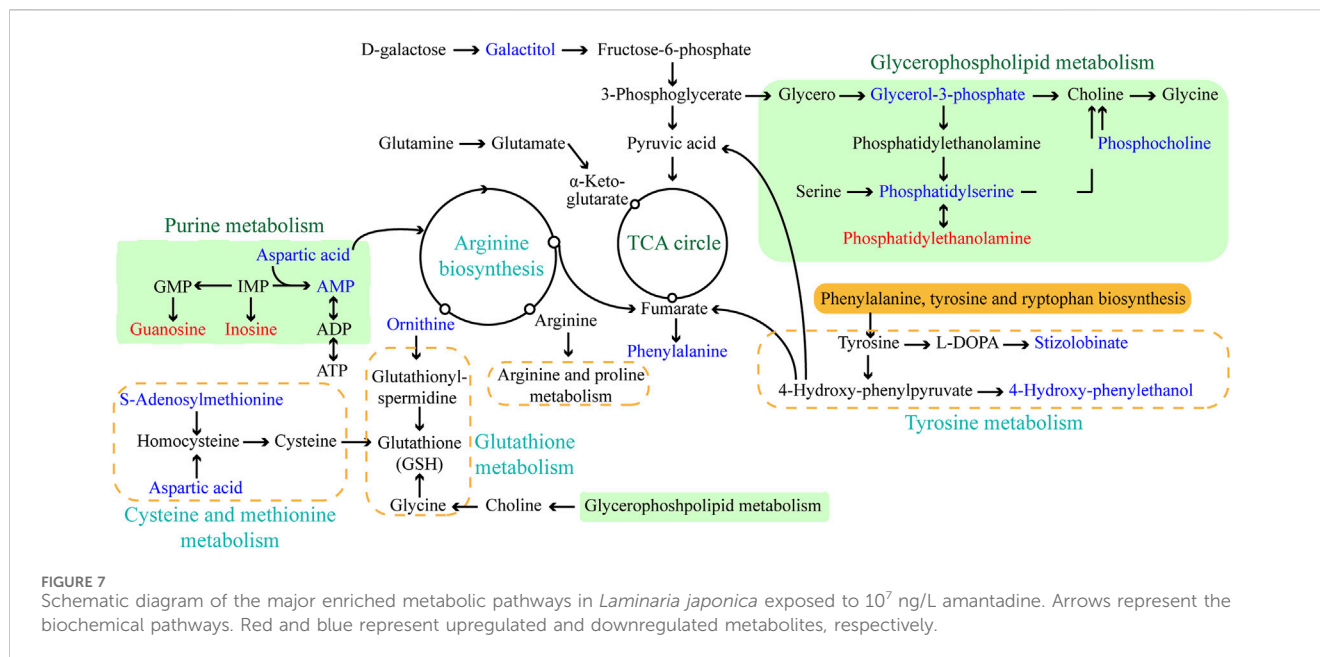 D-galactose
Galactitol
Fructose-6-phosphate
Glycerophospholipid metabolism
3-Phosphoglycerate
Glycero
Glycerol-3-phosphate
Choline
Glycine
Glutamine
Glutamate
Pyruvic acid
Phosphatidylethanolamine
Phosphocholine
α-Keto-
glutarate
Serine
Phosphatidylserine
Phosphatidylethanolamine
Purine metabolism
Aspartic acid
Arginine
biosynthesis
TCA circle
GMP
IMP
AMP
Guanosine
Inosine
ADP
ATP
Ornithine
Arginine
Fumarate
Phenylalanine
Phenylalanine, tyrosine and ryptophan biosynthesis
Tyrosine
L-DOPA
Stizolobinate
4-Hydroxy-phenylpyruvate
4-Hydroxy-phenylethanol
Tyrosine metabolism
Glutathionyl-
spermidine
Arginine and proline
metabolism
S-Adenosylmethionine
Homocysteine
Cysteine
Glutathione
(GSH)
Glutathione
metabolism
Aspartic acid
Glycine
Choline
Glycerophoshpolipid metabolism
Cysteine and methionine
metabolism
FIGURE 7
Schematic diagram of the major enriched metabolic pathways in Laminaria japonica exposed to 10⁷ ng/L amantadine. Arrows represent the
biochemical pathways. Red and blue represent upregulated and downregulated metabolites, respectively.